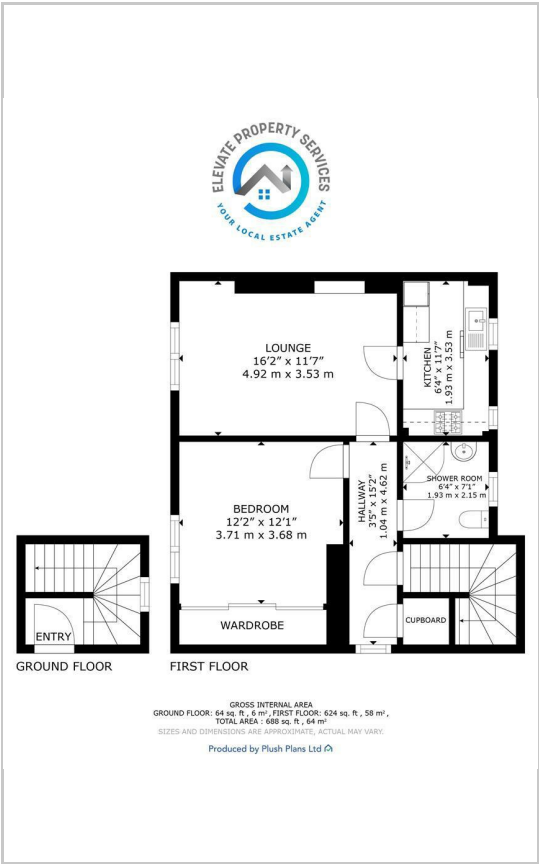 ELEVATE PROPERTY SERVICES
YOUR LOCAL ESTATE AGENT
LOUNGE
16'2" x 11'7"
4.92 m x 3.53 m
KITCHEN
6'4" x 11'7"
1.93 m x 3.53 m
SHOWER ROOM
6'4" x 7'1"
1.93 m x 2.15 m
HALLWAY
3'5" x 15'2"
1.04 m x 4.62 m
BEDROOM
12'2" x 12'1"
3.71 m x 3.68 m
WARDROBE
CUPBOARD
ENTRY
GROUND FLOOR
FIRST FLOOR
GROSS INTERNAL AREA
GROUND FLOOR: 64 sq. ft , 6 m², FIRST FLOOR: 624 sq. ft , 58 m² ,
TOTAL AREA : 688 sq. ft , 64 m²
SIZES AND DIMENSIONS ARE APPROXIMATE, ACTUAL MAY VARY.
Produced by Plush Plans Ltd